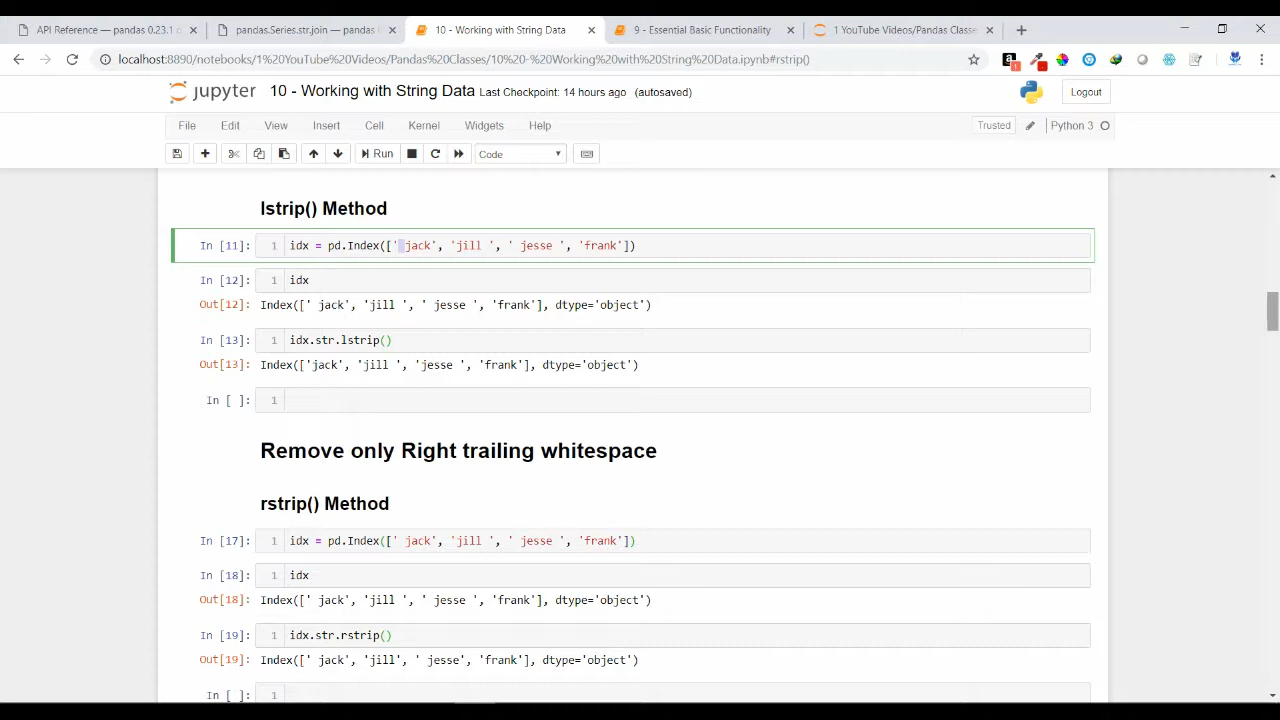 API Reference — pandas 0.23.1 d
pandas.Series.str.join — pandas
10 - Working with String Data
9 - Essential Basic Functionality
1 YouTube Videos/Pandas Classe
localhost:8890/notebooks/1%20YouTube%20Videos/Pandas%20Classe/10%20-%20Working%20with%20String%20Data.ipynb#rstrip()
jupyter 10 - Working with String Data Last Checkpoint: 14 hours ago (autosaved)
Logout
File Edit View Insert Cell Kernel Widgets Help
Trusted Python 3
Run Code
lstrip() Method
In [11]: 1 idx = pd.Index([' jack', 'jill ', ' jesse ', 'frank'])
In [12]: 1 idx
Out[12]: Index([' jack', 'jill ', ' jesse ', 'frank'], dtype='object')
In [13]: 1 idx.str.lstrip()
Out[13]: Index(['jack', 'jill ', 'jesse ', 'frank'], dtype='object')
In [ ]: 1
Remove only Right trailing whitespace
rstrip() Method
In [17]: 1 idx = pd.Index([' jack', 'jill ', ' jesse ', 'frank'])
In [18]: 1 idx
Out[18]: Index([' jack', 'jill ', ' jesse ', 'frank'], dtype='object')
In [19]: 1 idx.str.rstrip()
Out[19]: Index([' jack', 'jill', ' jesse', 'frank'], dtype='object')
In [ ]: 1